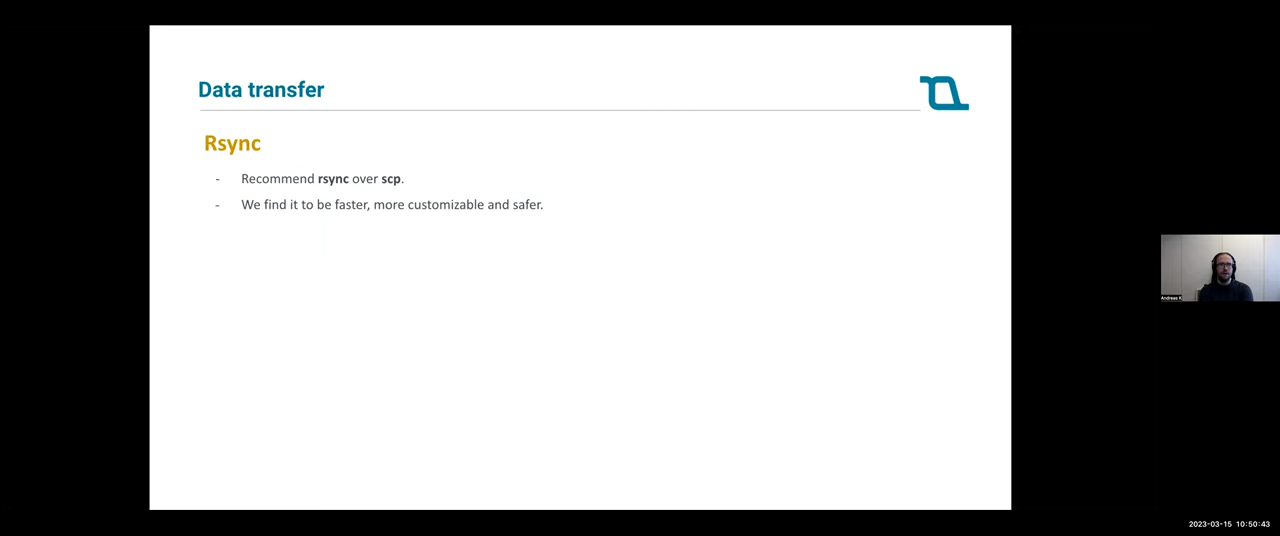 Data transfer
Rsync
- Recommend rsync over scp.
- We find it to be faster, more customizable and safer.
Andreas K
2023-03-15 10:50:43